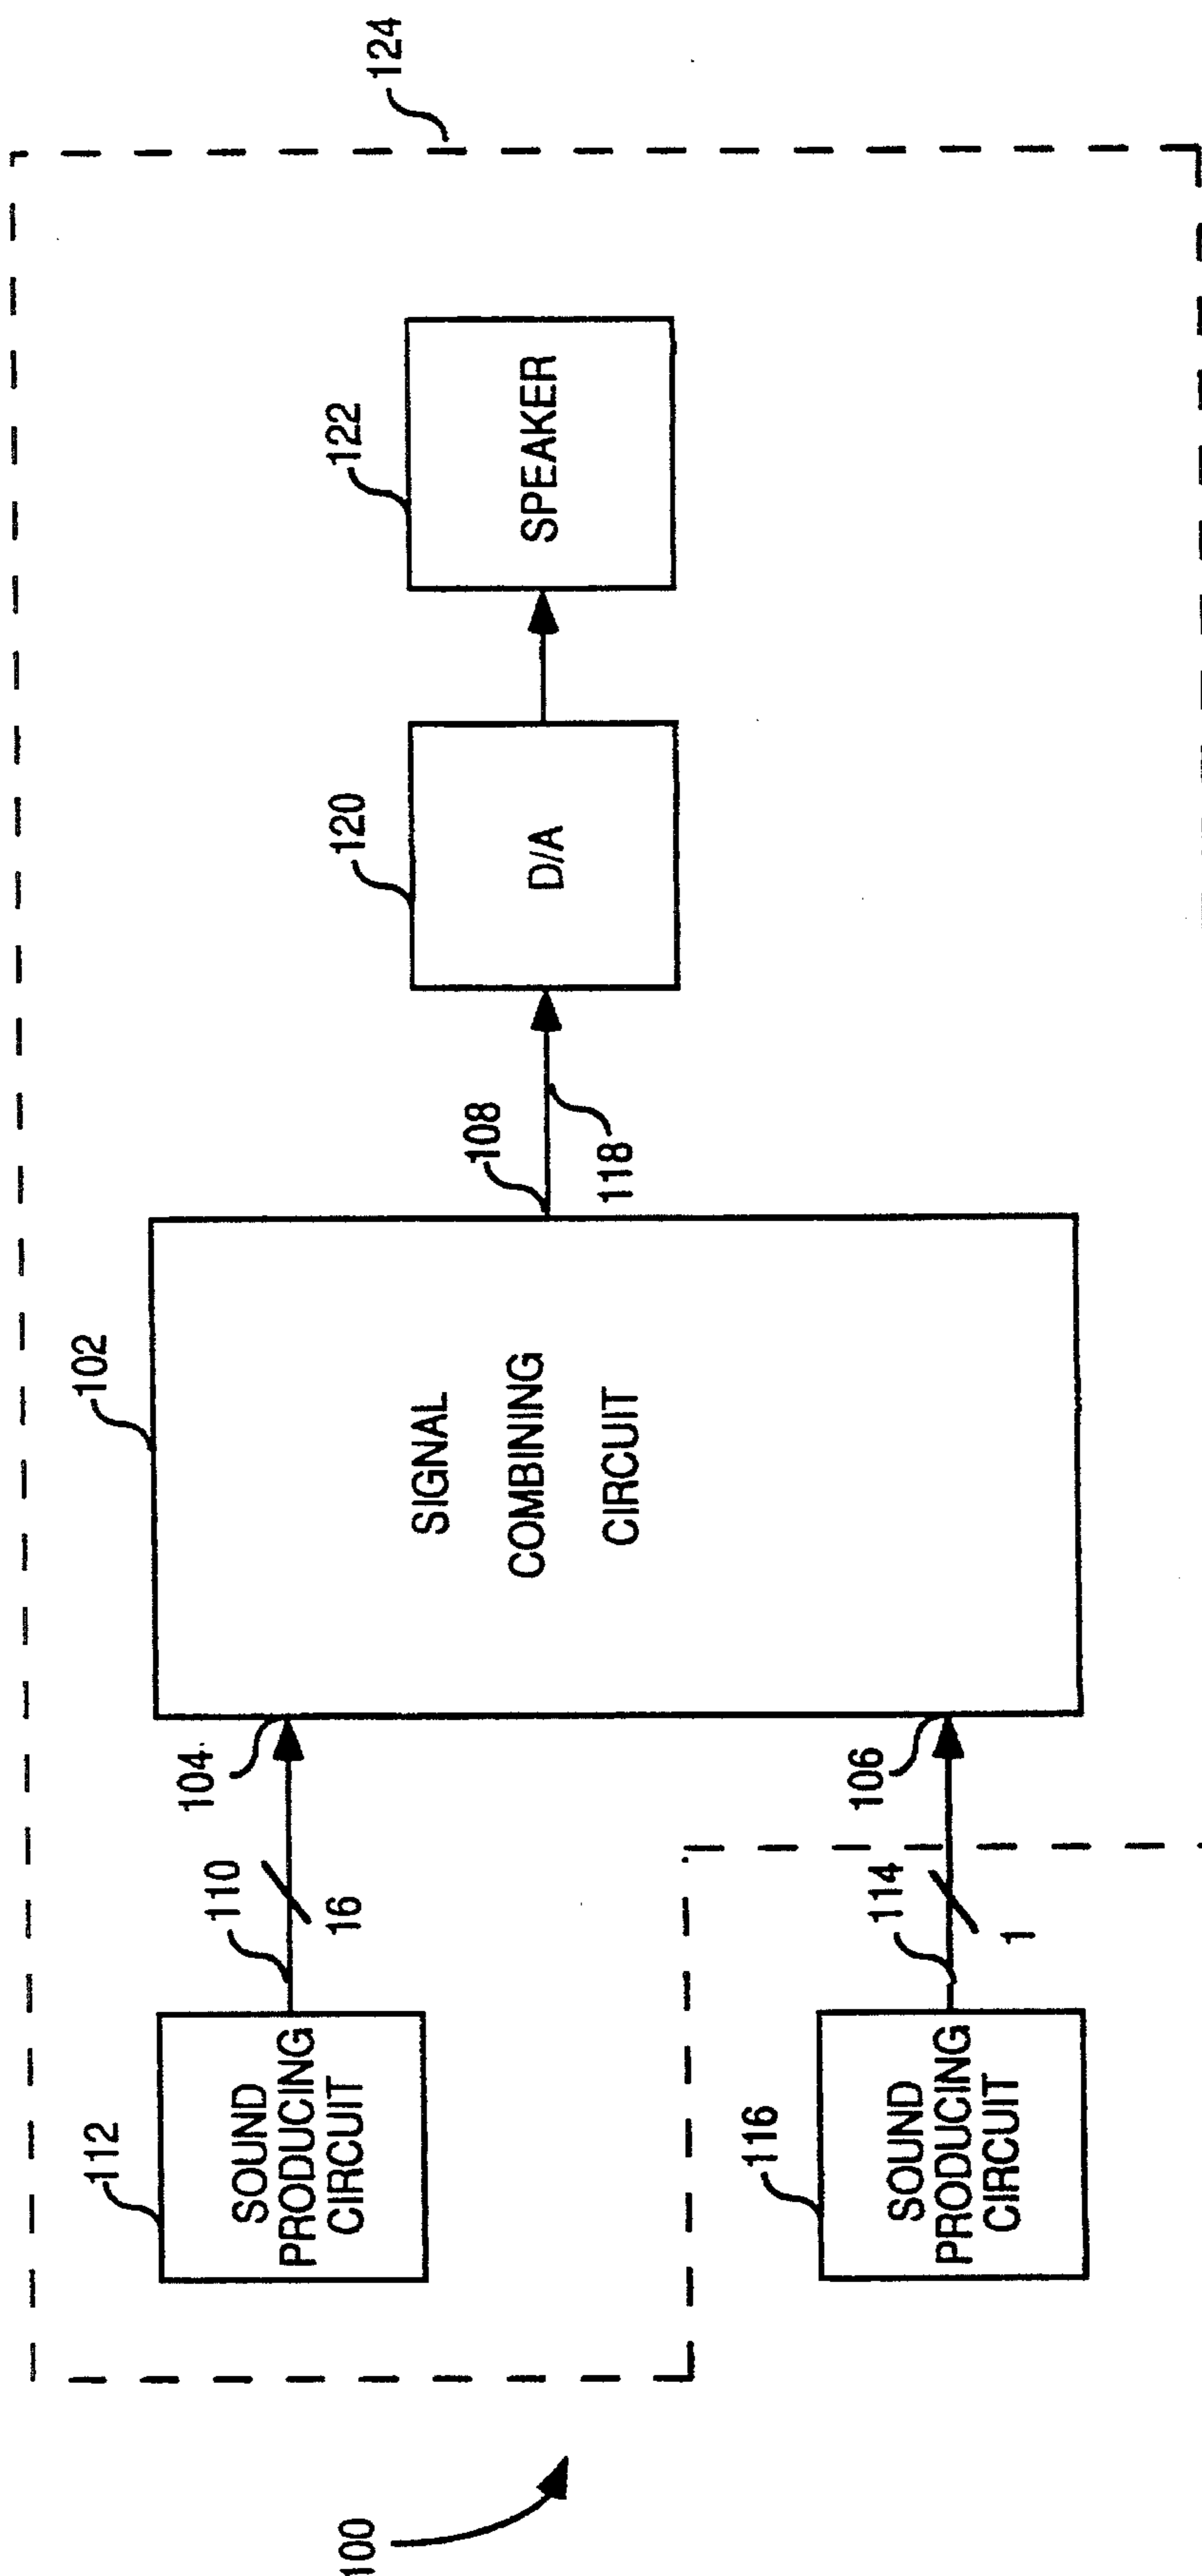 124
122
SPEAKER
120
D/A
108
118
102
SIGNAL
COMBINING
CIRCUIT
104
106
110
16
114
1
112
SOUND
PRODUCING
CIRCUIT
116
SOUND
PRODUCING
CIRCUIT
100